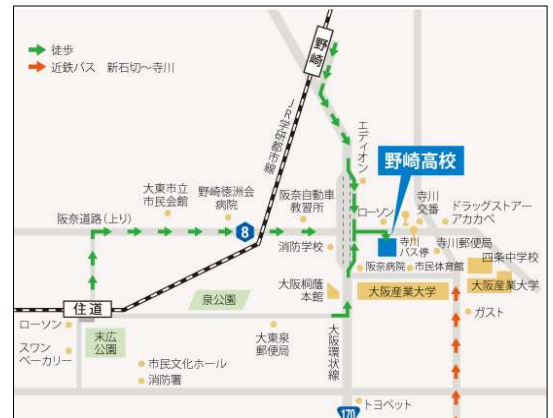 徒歩
近鉄バス 新石切～寺川
野崎
JR学研都市線
エディオン
野崎高校
大東市立
市民会館
野崎徳洲会
病院
阪奈自動車
教習所
ローソン
寺川
交番
ドラッグストアー
アカカベ
阪奈道路(上り)
8
消防学校
寺川
バス停
寺川郵便局
四条中学校
阪奈病院
市民体育館
大阪桐蔭
本館
大阪産業大学
大阪産業大学
泉公園
住道
ローソン
末広
公園
大東泉
郵便局
大阪環状線
ガスト
スワン
ベーカリー
市民文化ホール
消防署
トヨペット
170